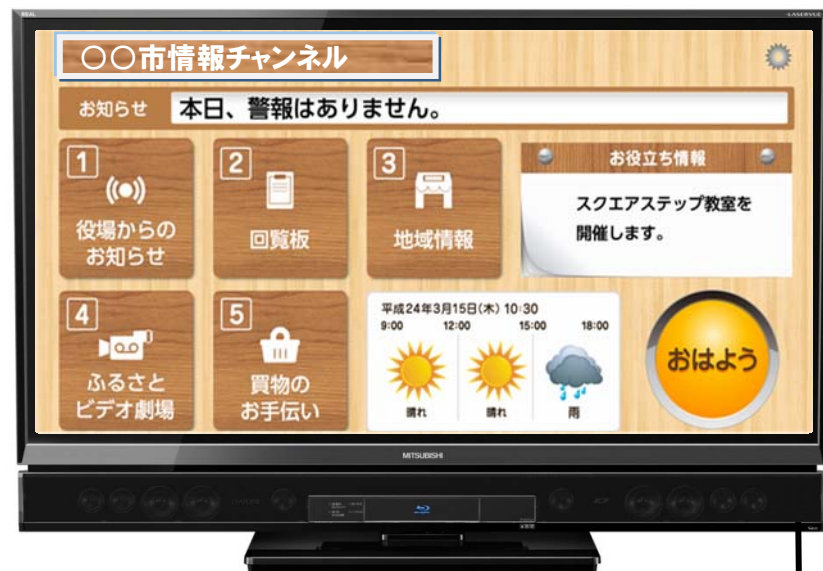 REAL
LASERVUE
〇〇市情報チャンネル
お知らせ
本日、警報はありません。
1
役場からの
お知らせ
2
回覧板
3
地域情報
お役立ち情報
スクエアステップ教室を
開催します。
4
ふるさと
ビデオ劇場
5
買物の
お手伝い
平成24年3月15日(木) 10:30
9:00 12:00 15:00 18:00
晴れ 晴れ 雨
おはよう
MITSUBISHI